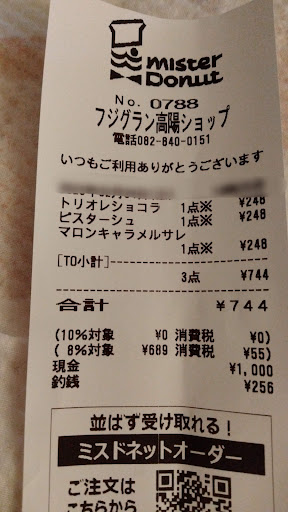 mister
Donut
No. 0788
フジグラン高陽ショップ
電話082-840-0151
いつもご利用ありがとうございます
トリオレショコラ 1点※ ¥248
ピスターシュ 1点※ ¥248
マロンキャラメルサレ
1点※ ¥248
[TO小計]
3点 ¥744
合計 ¥744
(10%対象 ¥0 消費税 ¥0)
( 8%対象 ¥689 消費税 ¥55)
現金 ¥1,000
釣銭 ¥256
並ばず受け取れる!
ミスドネットオーダー
ご注文は
こちらから